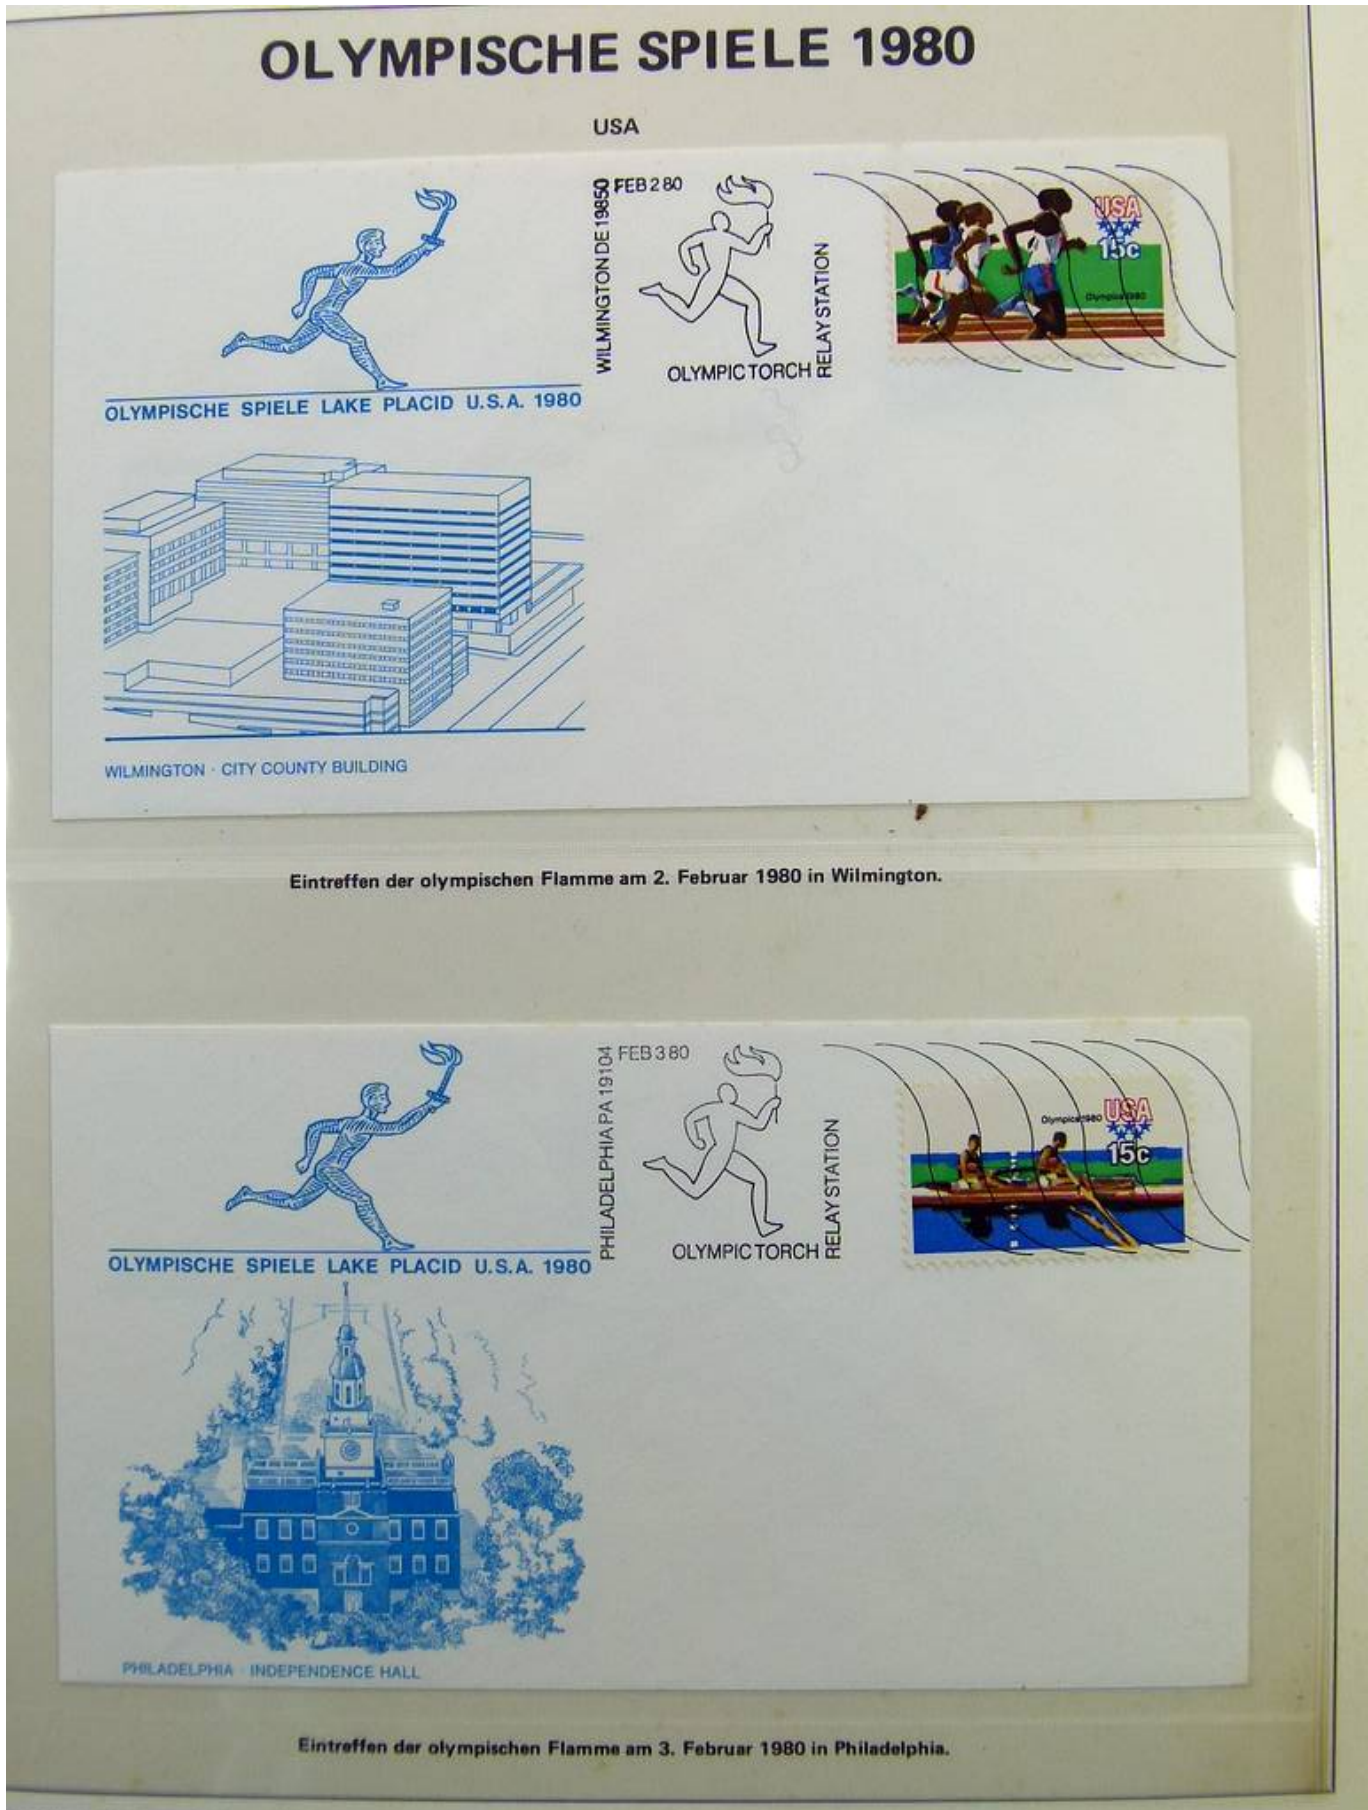 OLYMPISCHE SPIELE 1980
USA
WILMINGTON DE 19850
FEB 2 80
OLYMPIC TORCH
RELAY STATION
USA
15c
Olympics 1980
OLYMPISCHE SPIELE LAKE PLACID U.S.A. 1980
WILMINGTON · CITY COUNTY BUILDING
Eintreffen der olympischen Flamme am 2. Februar 1980 in Wilmington.
PHILADELPHIA PA 19104
FEB 3 80
OLYMPIC TORCH
RELAY STATION
Olympics 1980
USA
15c
OLYMPISCHE SPIELE LAKE PLACID U.S.A. 1980
PHILADELPHIA · INDEPENDENCE HALL
Eintreffen der olympischen Flamme am 3. Februar 1980 in Philadelphia.